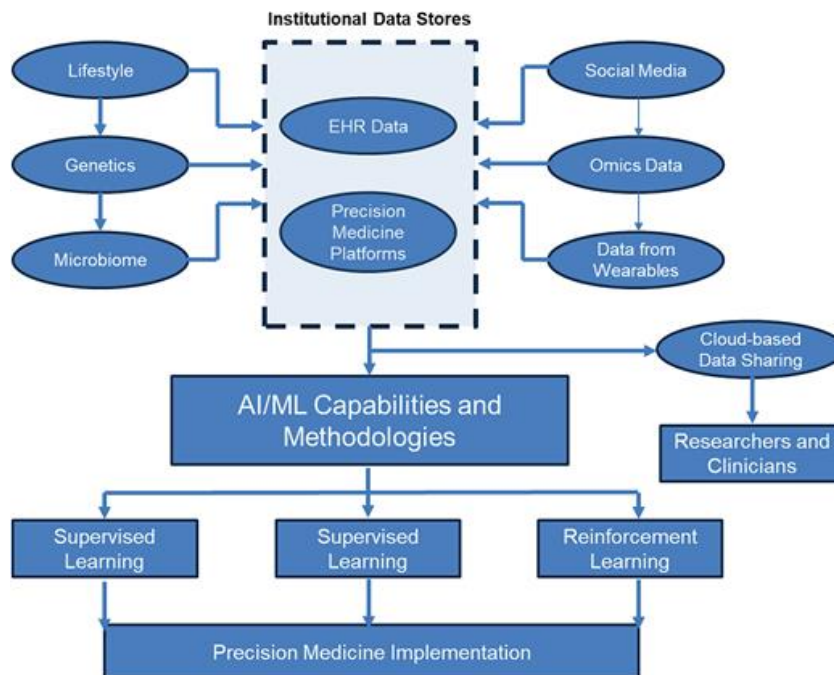 Institutional Data Stores
Lifestyle
Genetics
Microbiome
EHR Data
Precision
Medicine
Platforms
Social Media
Omics Data
Data from
Wearables
Cloud-based
Data Sharing
Researchers and
Clinicians
AI/ML Capabilities and
Methodologies
Supervised
Learning
Supervised
Learning
Reinforcement
Learning
Precision Medicine Implementation